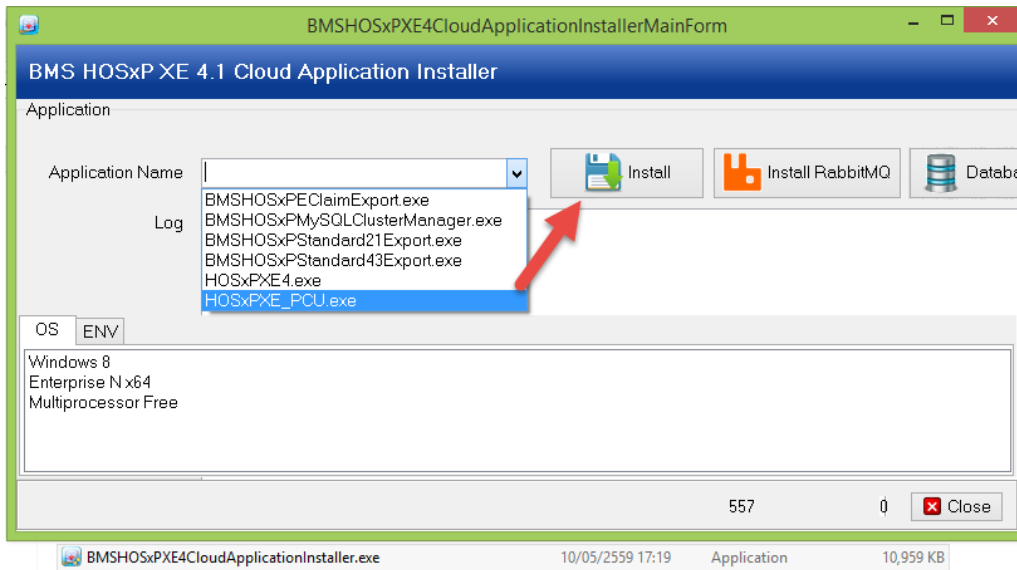 BMSHOSxPXE4CloudApplicationInstallerMainForm
BMS HOSxP XE 4.1 Cloud Application Installer
Application
Application Name
Install
Install RabbitMQ
Databa
Log
BMSHOSxPEClaimExport.exe
BMSHOSxPMySQLClusterManager.exe
BMSHOSxPStandard21Export.exe
BMSHOSxPStandard43Export.exe
HOSxPXE4.exe
HOSxPXE_PCU.exe
OS ENV
Windows 8
Enterprise N x64
Multiprocessor Free
557 0 Close
BMSHOSxPXE4CloudApplicationInstaller.exe 10/05/2559 17:19 Application 10,959 KB